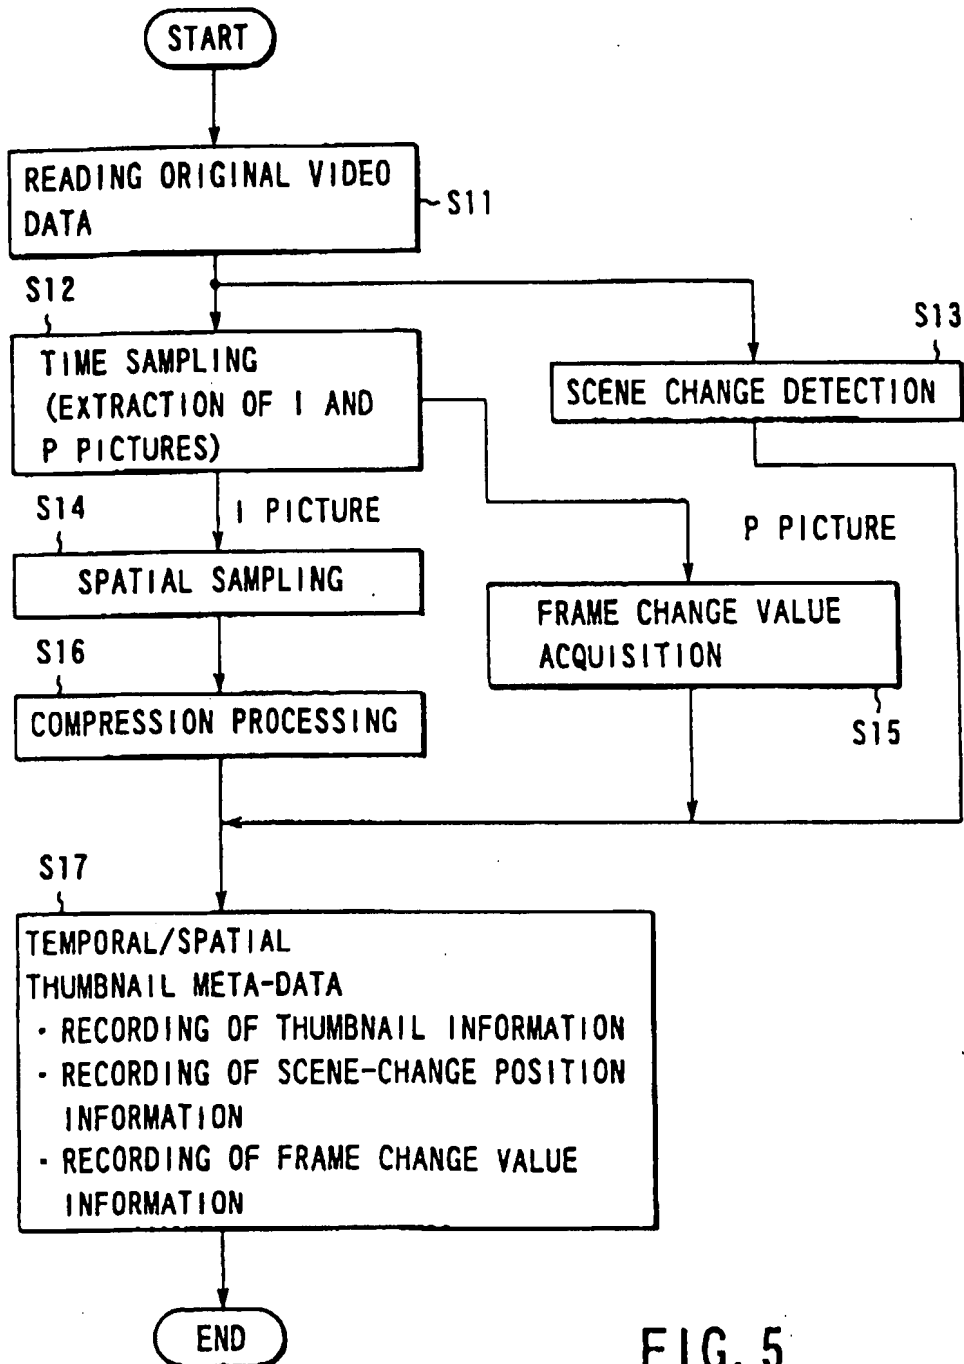 START
READING ORIGINAL VIDEO
DATA
S11
S12
S13
TIME SAMPLING
(EXTRACTION OF I AND
P PICTURES)
SCENE CHANGE DETECTION
S14
I PICTURE
P PICTURE
SPATIAL SAMPLING
FRAME CHANGE VALUE
ACQUISITION
S16
COMPRESSION PROCESSING
S15
S17
TEMPORAL/SPATIAL
THUMBNAIL META-DATA
· RECORDING OF THUMBNAIL INFORMATION
· RECORDING OF SCENE-CHANGE POSITION
INFORMATION
· RECORDING OF FRAME CHANGE VALUE
INFORMATION
END
FIG. 5